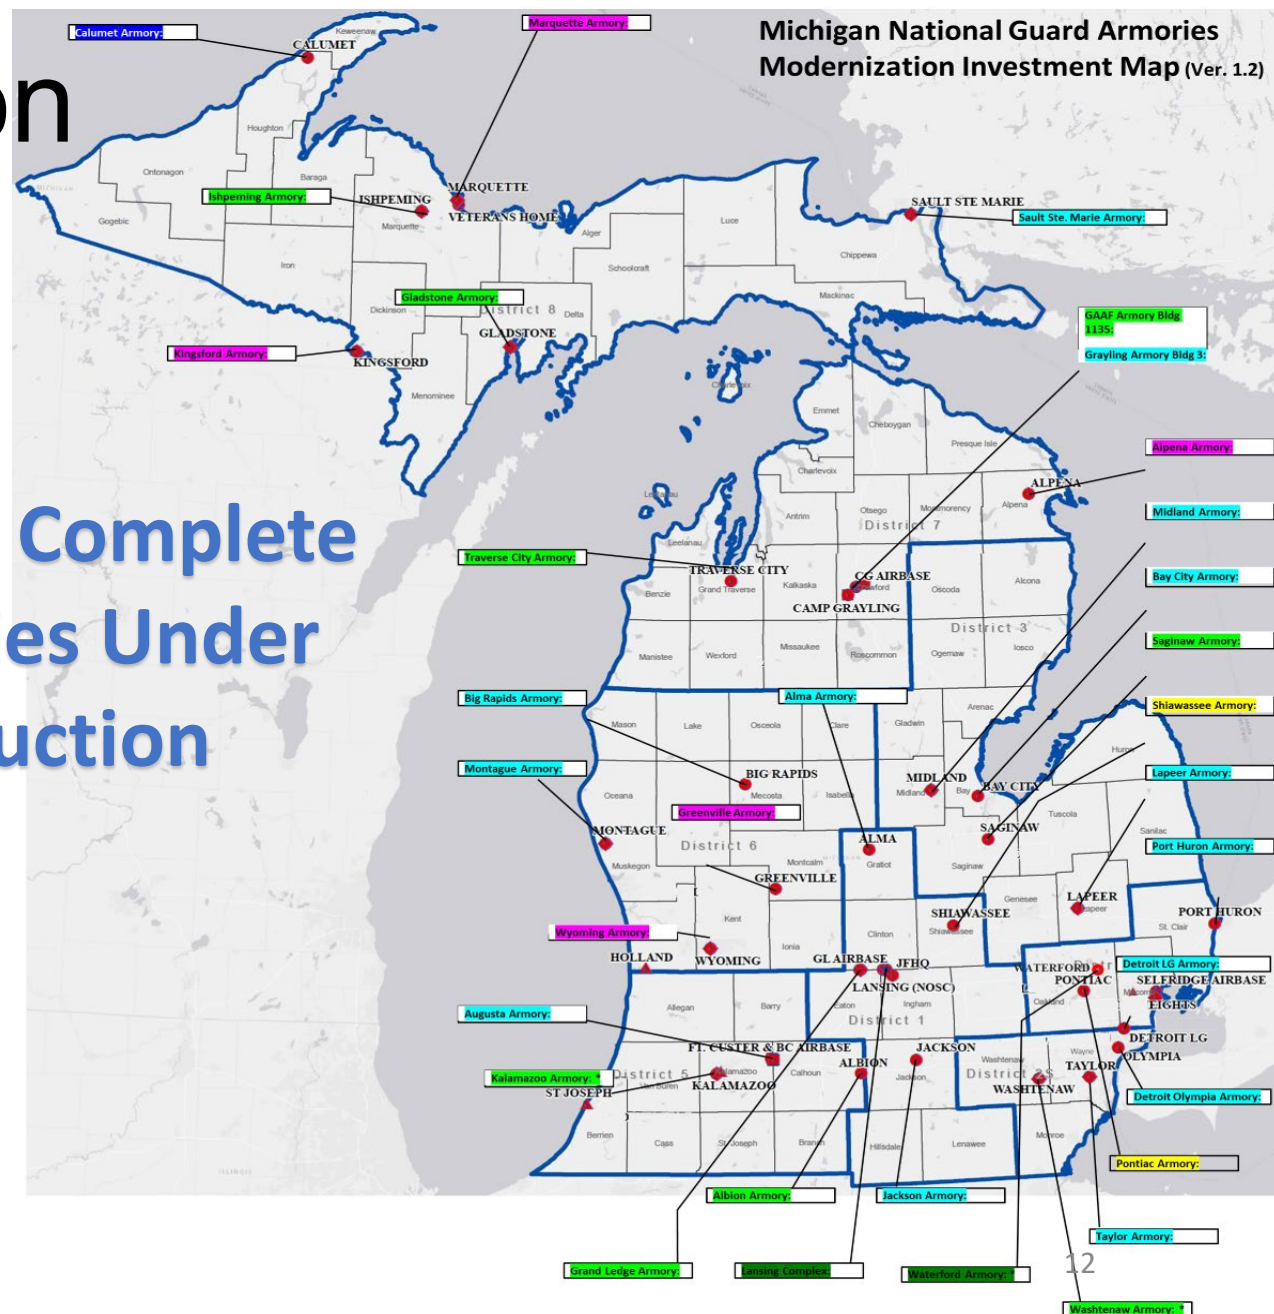 Michigan National Guard Armories
Modernization Investment Map (Ver. 1.2)
on
Complete
es Under
uction
Calumet Armory:
Marquette Armory:
Keweenaw
CALUMET
Houghton
Ontonagon
Baraga
Gogebic
Ishpeming Armory:
ISHPEMING
MARQUETTE
VETERANS HOME
Marquette
Alger
Luce
SAULT STE MARIE
Sault Ste. Marie Armory:
Chippewa
Iron
Schoolcraft
Mackinac
Dickinson
Gladstone Armory:
District 8
Delta
GLADSTONE
Kingsford Armory:
KINGSFORD
Menominee
GAAF Armory Bldg
1135:
Grayling Armory Bldg 3:
Charlevoix
Emmet
Cheboygan
Presque Isle
Charlevoix
Alpena Armory:
ALPENA
Alpena
Leelanau
Antrim
Otsego
Montmorency
District 7
Midland Armory:
Leelanau
Traverse City Armory:
TRAVERSE CITY
Benzie
Grand Traverse
Kalkaska
CG AIRBASE
Crawford
CAMP GRAYLING
Oscoda
Alcona
Bay City Armory:
District 3
Manistee
Wexford
Missaukee
Roscommon
Ogemaw
Iosco
Saginaw Armory:
Big Rapids Armory:
Alma Armory:
Shiawassee Armory:
Mason
Lake
Osceola
Clare
Gladwin
Arenac
Huron
Montague Armory:
Lapeer Armory:
BIG RAPIDS
MIDLAND
BAY CITY
Oceana
Mecosta
Isabella
Midland
Bay
Greenville Armory:
Tuscola
Sanilac
MONTAGUE
District 6
ALMA
SAGINAW
Port Huron Armory:
Muskegon
Montcalm
Gratiot
Saginaw
GREENVILLE
Genesee
LAPEER
Lapeer
Kent
SHIAWASSEE
PORT HURON
Wyoming Armory:
Ionia
Clinton
Shiawassee
St. Clair
HOLLAND
WYOMING
GL AIRBASE
JFHQ
LANSING (NOSC)
WATERFORD
Distr
Detroit LG Armory:
PONTIAC
SELFRIDGE AIRBASE
Macomb
EIGHTS
Allegan
Barry
Eaton
Ingham
Oakland
Augusta Armory:
District 1
DETROIT LG
FT. CUSTER & BC AIRBASE
ALBION
JACKSON
Washtenaw
Wayne
OLYMPIA
Kalamazoo Armory: *
District 5
Van Buren
Kalamazoo
KALAMAZOO
Calhoun
Jackson
District 2S
TAYLOR
WASHTENAW
ST JOSEPH
Detroit Olympia Armory:
Berrien
Cass
St. Joseph
Branch
Hillsdale
Lenawee
Monroe
Pontiac Armory:
ILLINOIS
Albion Armory:
Jackson Armory:
Taylor Armory:
12
Grand Ledge Armory:
Lansing Complex:
Waterford Armory: *
Washtenaw Armory: *